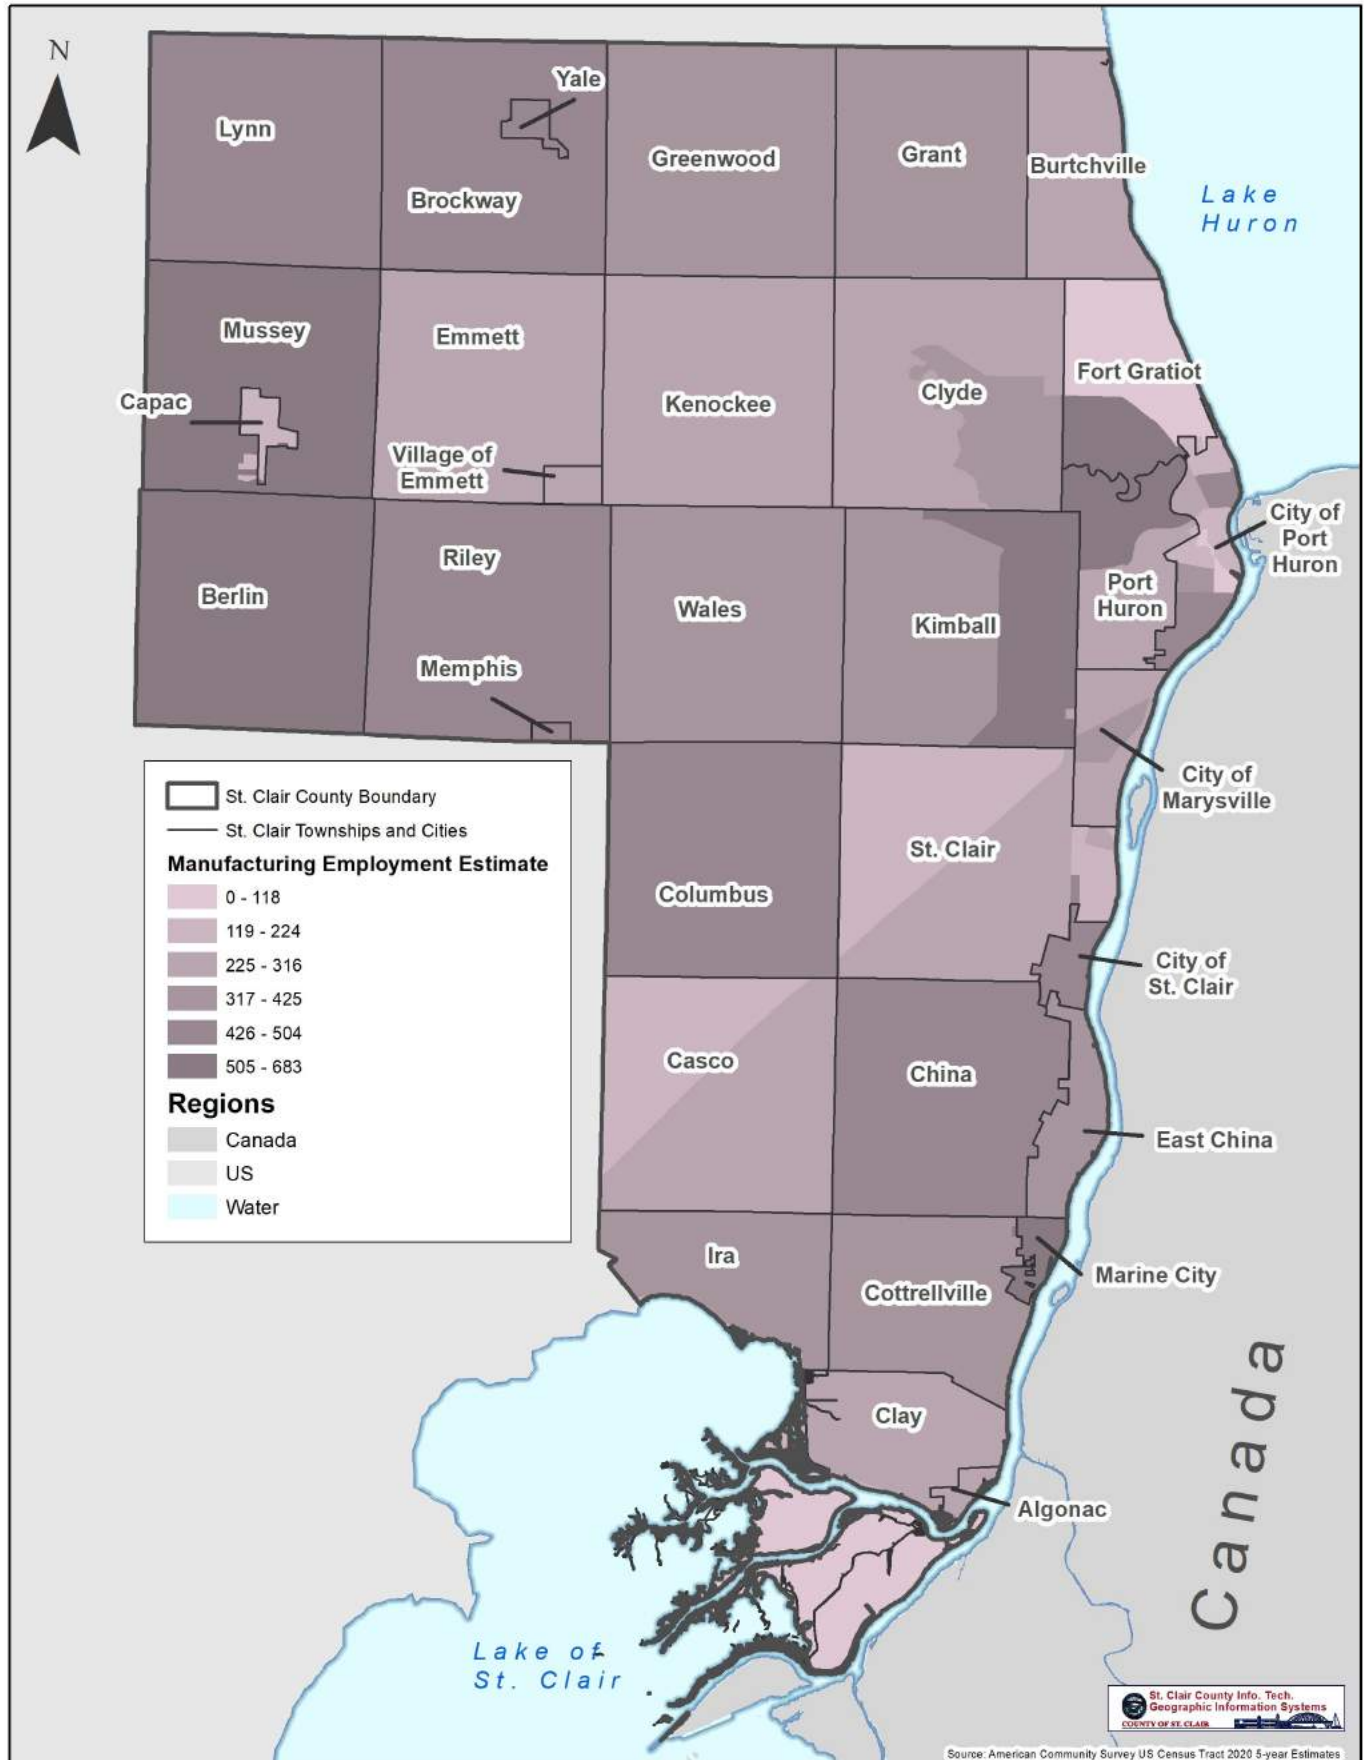 N
Yale
Lynn
Greenwood
Grant
Burtchville
Brockway
Lake
Huron
Mussey
Emmett
Fort Gratiot
Capac
Kenockee
Clyde
Village of
Emmett
City of
Port
Huron
Riley
Berlin
Wales
Port
Huron
Kimball
Memphis
City of
Marysville
St. Clair County Boundary
St. Clair Townships and Cities
Manufacturing Employment Estimate
0 - 118
119 - 224
225 - 316
317 - 425
426 - 504
505 - 683
Regions
Canada
US
Water
St. Clair
Columbus
City of
St. Clair
Casco
China
East China
Ira
Marine City
Cottrellville
Clay
Algonac
Canada
Lake of
St. Clair
St. Clair County Info. Tech.
Geographic Information Systems
COUNTY OF ST. CLAIR
Source: American Community Survey US Census Tract 2020 5-year Estimates